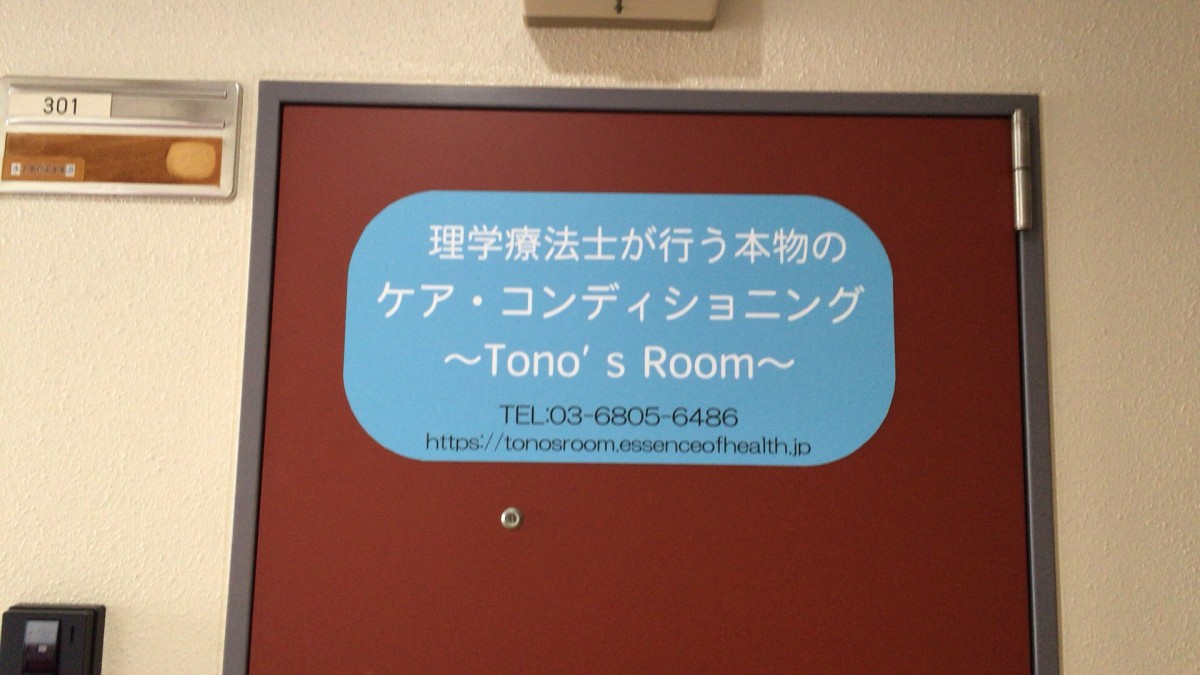 301
理学療法士が行う本物の
ケア・コンディショニング
～Tono's Room～
TEL:03-6805-6486
https://tonosroom.essenceofhealth.jp